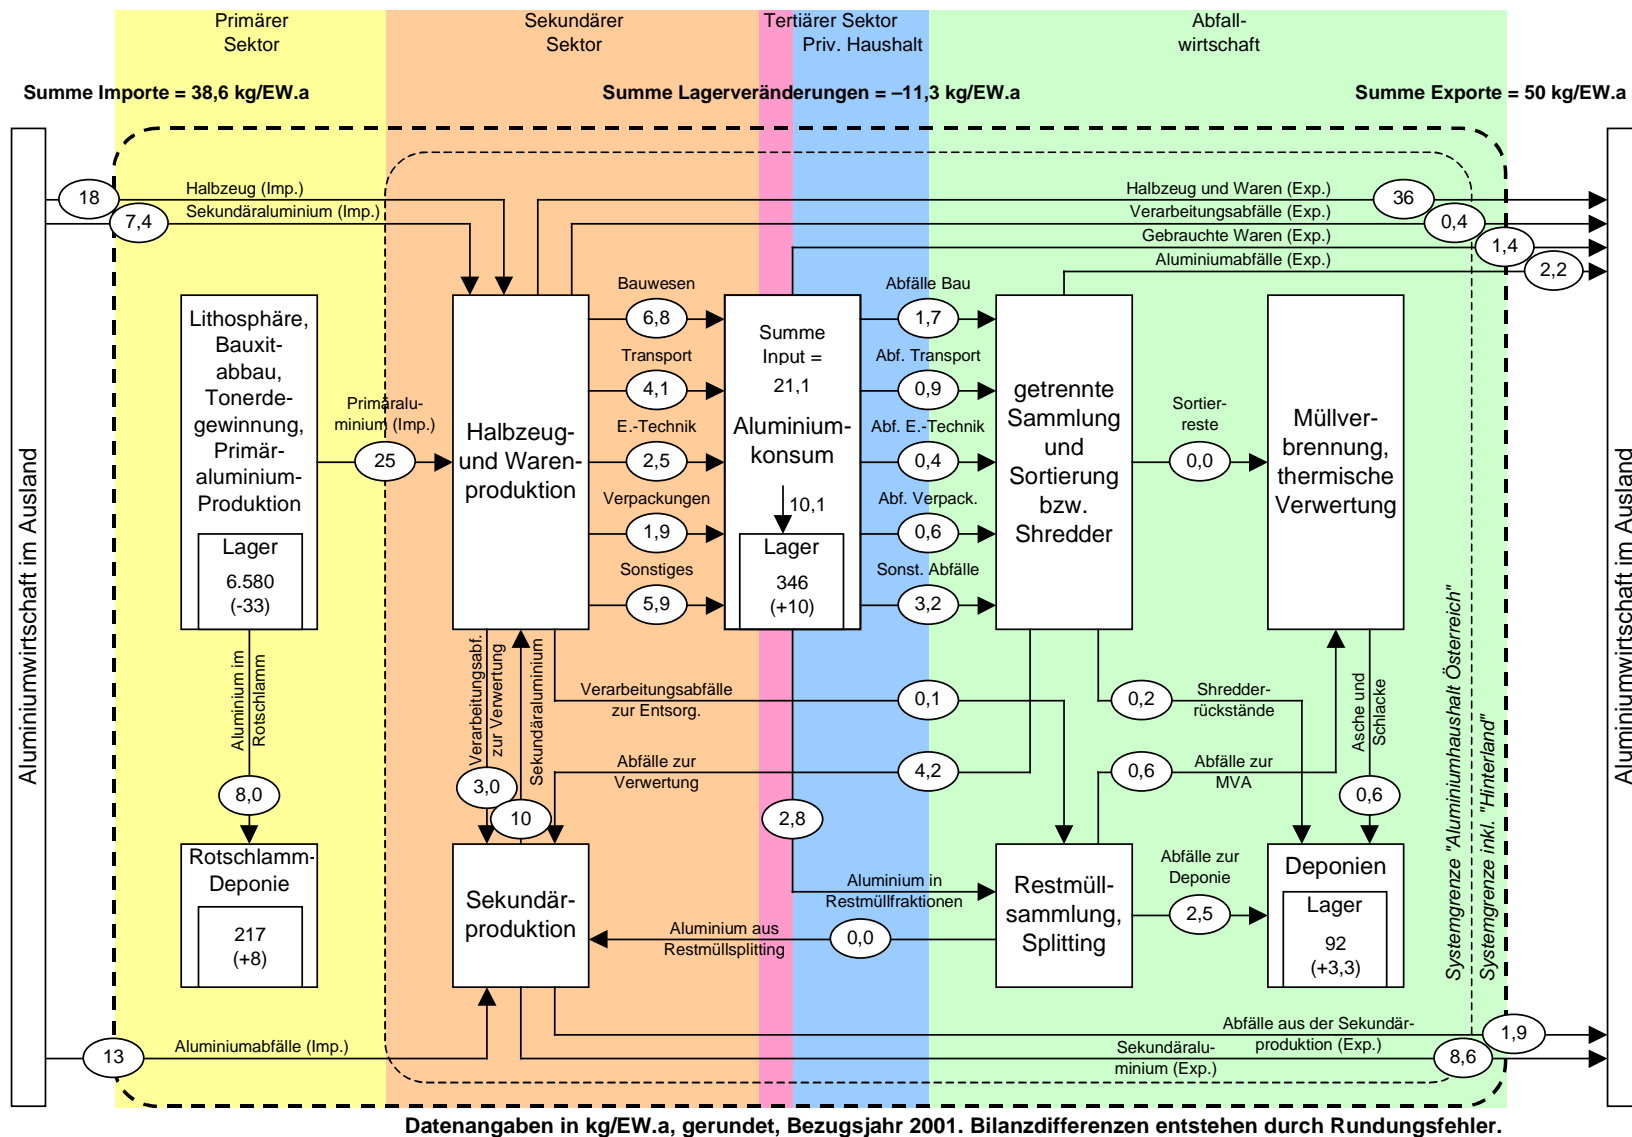 Primärer
Sektor
Sekundärer
Sektor
Tertiärer Sektor
Priv. Haushalt
Abfall-
wirtschaft
Summe Importe = 38,6 kg/EW.a
Summe Lagerveränderungen = –11,3 kg/EW.a
Summe Exporte = 50 kg/EW.a
Aluminiumwirtschaft im Ausland
18
Halbzeug (Imp.)
7,4
Sekundäraluminium (Imp.)
Halbzeug und Waren (Exp.)
36
Verarbeitungsabfälle (Exp.)
0,4
Gebrauchte Waren (Exp.)
1,4
Aluminiumabfälle (Exp.)
2,2
Lithosphäre,
Bauxit-
abbau,
Tonerde-
gewinnung,
Primär-
aluminium-
Produktion
Lager
6.580
(-33)
Primäralu-
minium (Imp.)
25
Halbzeug-
und Waren-
produktion
Bauwesen
6,8
Transport
4,1
E.-Technik
2,5
Verpackungen
1,9
Sonstiges
5,9
Summe
Input =
21,1
Aluminium-
konsum
10,1
Lager
346
(+10)
Abfälle Bau
1,7
Abf. Transport
0,9
Abf. E.-Technik
0,4
Abf. Verpack.
0,6
Sonst. Abfälle
3,2
getrennte
Sammlung
und
Sortierung
bzw.
Shredder
Sortier-
reste
0,0
Müllver-
brennung,
thermische
Verwertung
Aluminium im
Rotschlamm
8,0
Verarbeitungsabf.
zur Verwertung
3,0
Sekundäraluminium
10
Verarbeitungsabfälle
zur Entsorg.
0,1
Abfälle zur
Verwertung
4,2
2,8
0,2
Shredder-
rückstände
0,6
Abfälle zur
MVA
Asche und
Schlacke
0,6
Rotschlamm-
Deponie
217
(+8)
Sekundär-
produktion
Aluminium in
Restmüllfraktionen
Aluminium aus
Restmüllsplitting
0,0
Restmüll-
sammlung,
Splitting
Abfälle zur
Deponie
2,5
Deponien
Lager
92
(+3,3)
Systemgrenze "Aluminiumhaushalt Österreich"
Systemgrenze inkl. "Hinterland"
Aluminiumwirtschaft im Ausland
13
Aluminiumabfälle (Imp.)
Abfälle aus der Sekundär-
produktion (Exp.)
1,9
Sekundäralu-
minium (Exp.)
8,6
Datenangaben in kg/EW.a, gerundet, Bezugsjahr 2001. Bilanzdifferenzen entstehen durch Rundungsfehler.